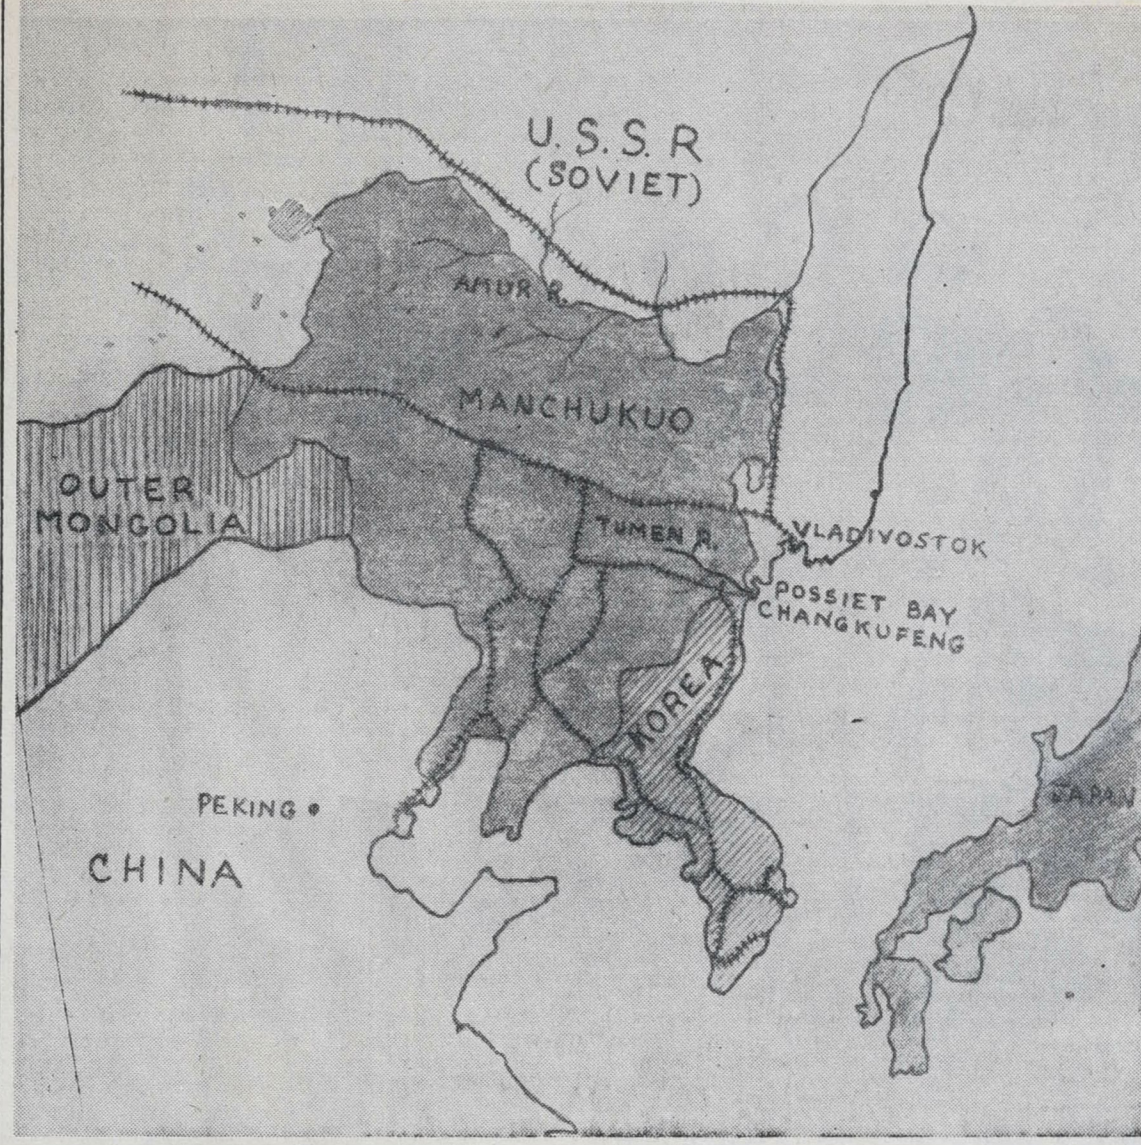 U.S.S.R
(SOVIET)
AMUR R.
MANCHUKUO
OUTER
MONGOLIA
TUMEN R.
VLADIVOSTOK
POSSIET BAY
CHANGKUFENG
KOREA
JAPAN
PEKING
CHINA